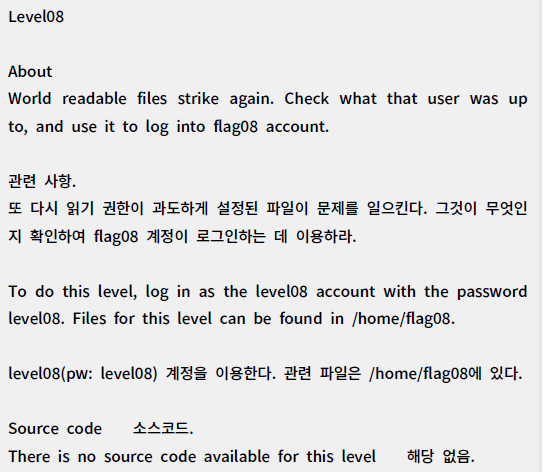 Level08
About
World readable files strike again. Check what that user was up
to, and use it to log into flag08 account.
관련 사항.
또 다시 읽기 권한이 과도하게 설정된 파일이 문제를 일으킨다. 그것이 무엇인
지 확인하여 flag08 계정이 로그인하는 데 이용하라.
To do this level, log in as the level08 account with the password
level08. Files for this level can be found in /home/flag08.
level08(pw: level08) 계정을 이용한다. 관련 파일은 /home/flag08에 있다.
Source code 소스코드.
There is no source code available for this level 해당 없음.